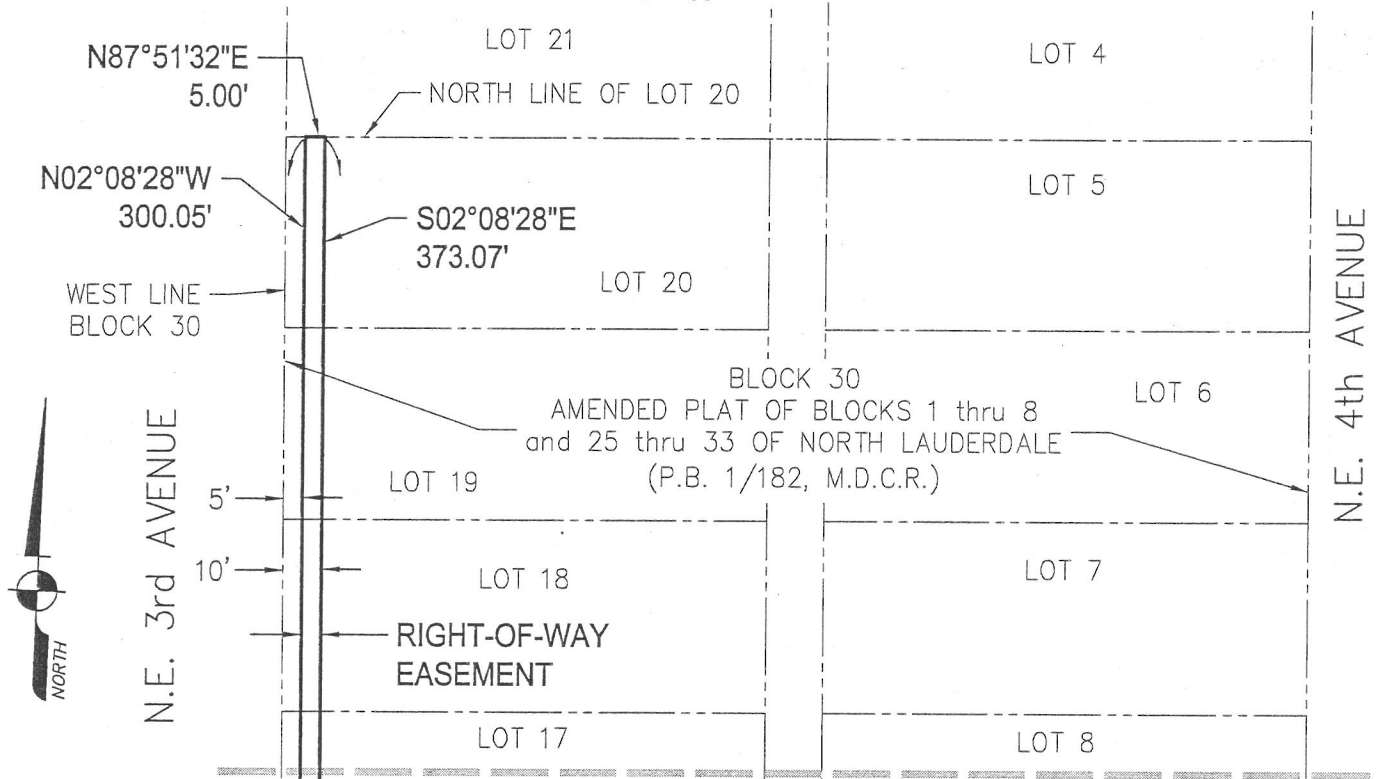 LOT 21
LOT 4
N87°51'32"E
5.00'
NORTH LINE OF LOT 20
N02°08'28"W
300.05'
LOT 5
S02°08'28"E
373.07'
WEST LINE
BLOCK 30
LOT 20
N.E. 4th AVENUE
BLOCK 30
AMENDED PLAT OF BLOCKS 1 thru 8
and 25 thru 33 OF NORTH LAUDERDALE
(P.B. 1/182, M.D.C.R.)
LOT 6
N.E. 3rd AVENUE
5'
LOT 19
10'
LOT 18
LOT 7
RIGHT-OF-WAY
EASEMENT
NORTH
LOT 17
LOT 8